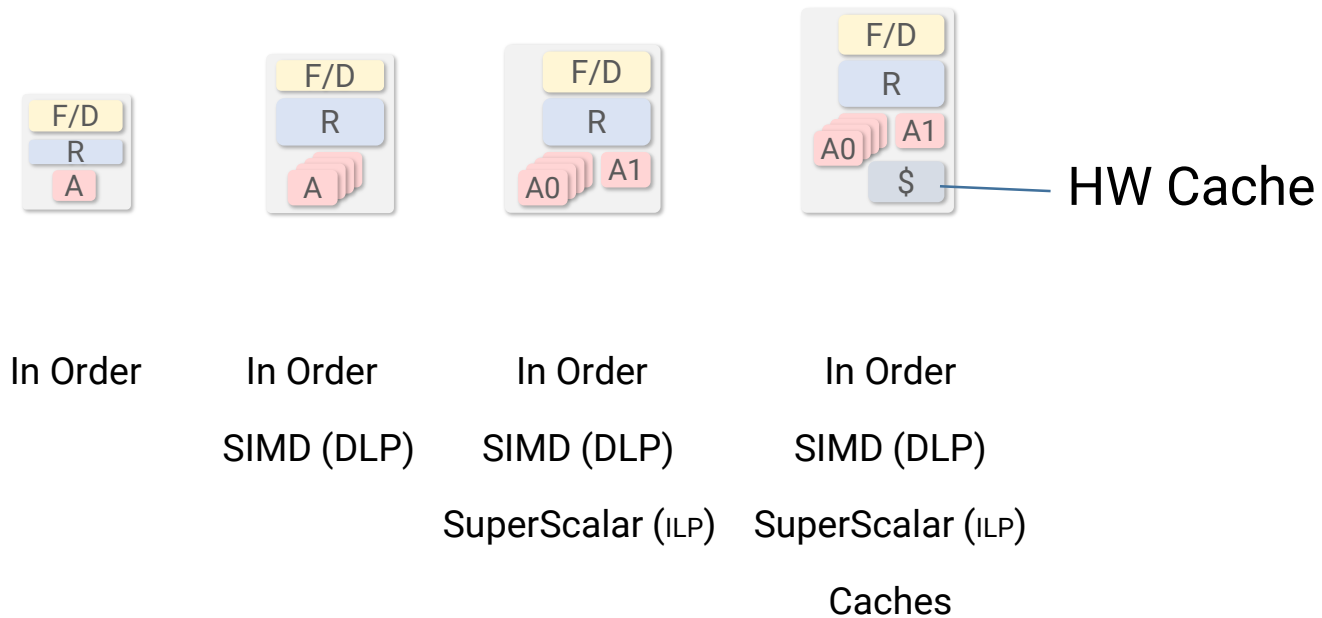 F/D
R
A
F/D
R
A
F/D
R
A0
A1
F/D
R
A0
A1
$
HW Cache
In Order
In Order
In Order
In Order
SIMD (DLP)
SIMD (DLP)
SIMD (DLP)
SuperScalar (ILP)
SuperScalar (ILP)
Caches